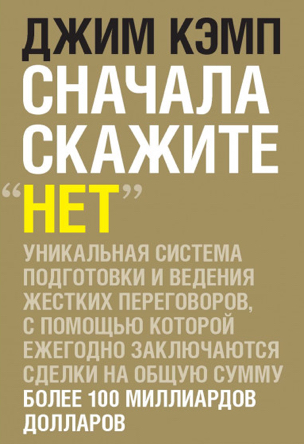 ДЖИМ КЭМП
СНАЧАЛА
СКАЖИТЕ
“НЕТ”
УНИКАЛЬНАЯ СИСТЕМА
ПОДГОТОВКИ И ВЕДЕНИЯ
ЖЕСТКИХ ПЕРЕГОВОРОВ,
С ПОМОЩЬЮ КОТОРОЙ
ЕЖЕГОДНО ЗАКЛЮЧАЮТСЯ
СДЕЛКИ НА ОБЩУЮ СУММУ
БОЛЕЕ 100 МИЛЛИАРДОВ
ДОЛЛАРОВ